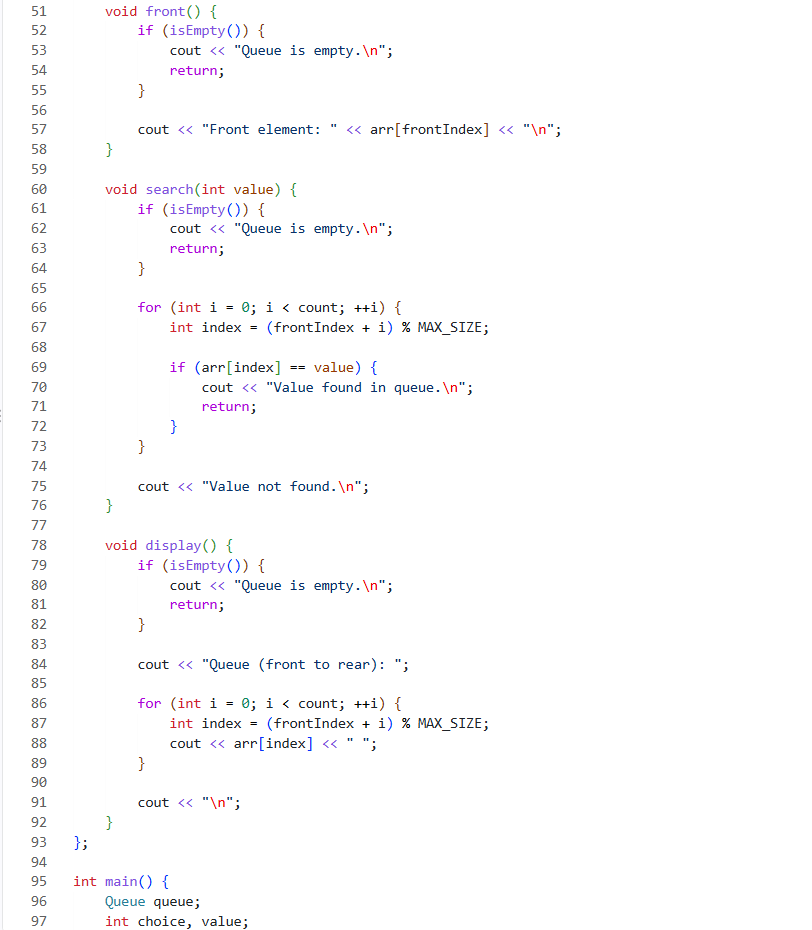 51 void front() {
52 if (isEmpty()) {
53 cout << "Queue is empty.\n";
54 return;
55 }
56
57 cout << "Front element: " << arr[frontIndex] << "\n";
58 }
59
60 void search(int value) {
61 if (isEmpty()) {
62 cout << "Queue is empty.\n";
63 return;
64 }
65
66 for (int i = 0; i < count; ++i) {
67 int index = (frontIndex + i) % MAX_SIZE;
68
69 if (arr[index] == value) {
70 cout << "Value found in queue.\n";
71 return;
72 }
73 }
74
75 cout << "Value not found.\n";
76 }
77
78 void display() {
79 if (isEmpty()) {
80 cout << "Queue is empty.\n";
81 return;
82 }
83
84 cout << "Queue (front to rear): ";
85
86 for (int i = 0; i < count; ++i) {
87 int index = (frontIndex + i) % MAX_SIZE;
88 cout << arr[index] << " ";
89 }
90
91 cout << "\n";
92 }
93 };
94
95 int main() {
96 Queue queue;
97 int choice, value;